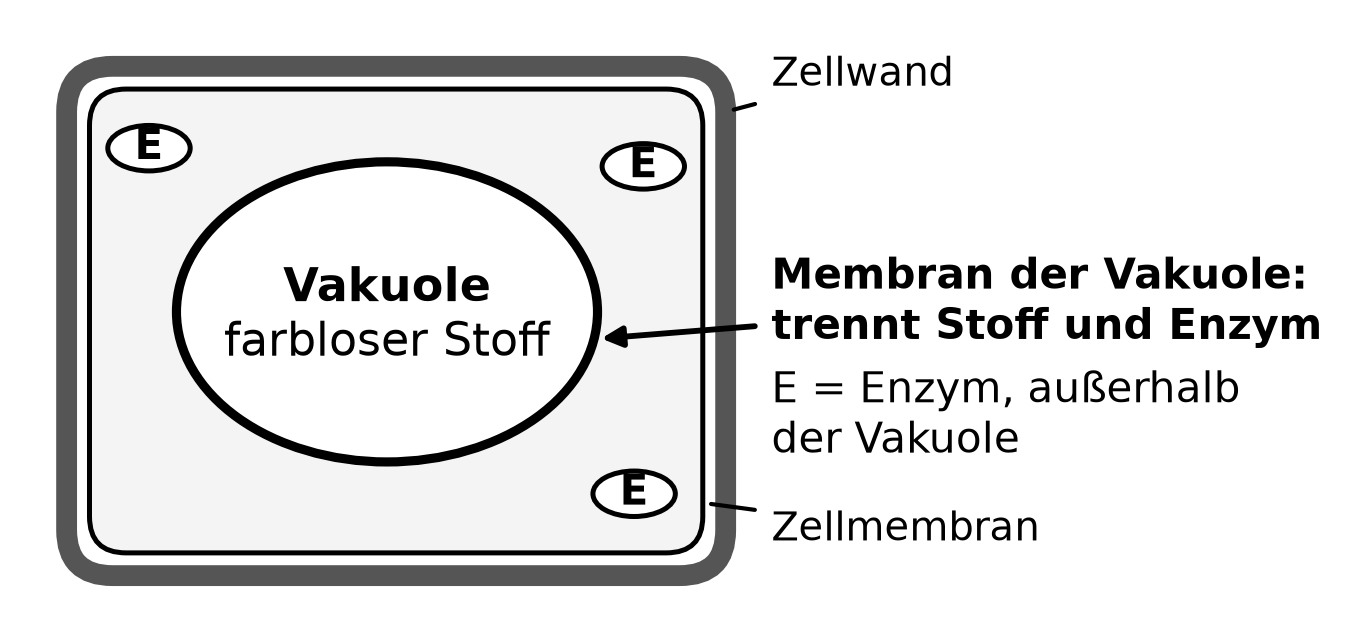 Zellwand
E
E
Vakuole
farbloser Stoff
Membran der Vakuole:
trennt Stoff und Enzym
E = Enzym, außerhalb
der Vakuole
E
Zellmembran